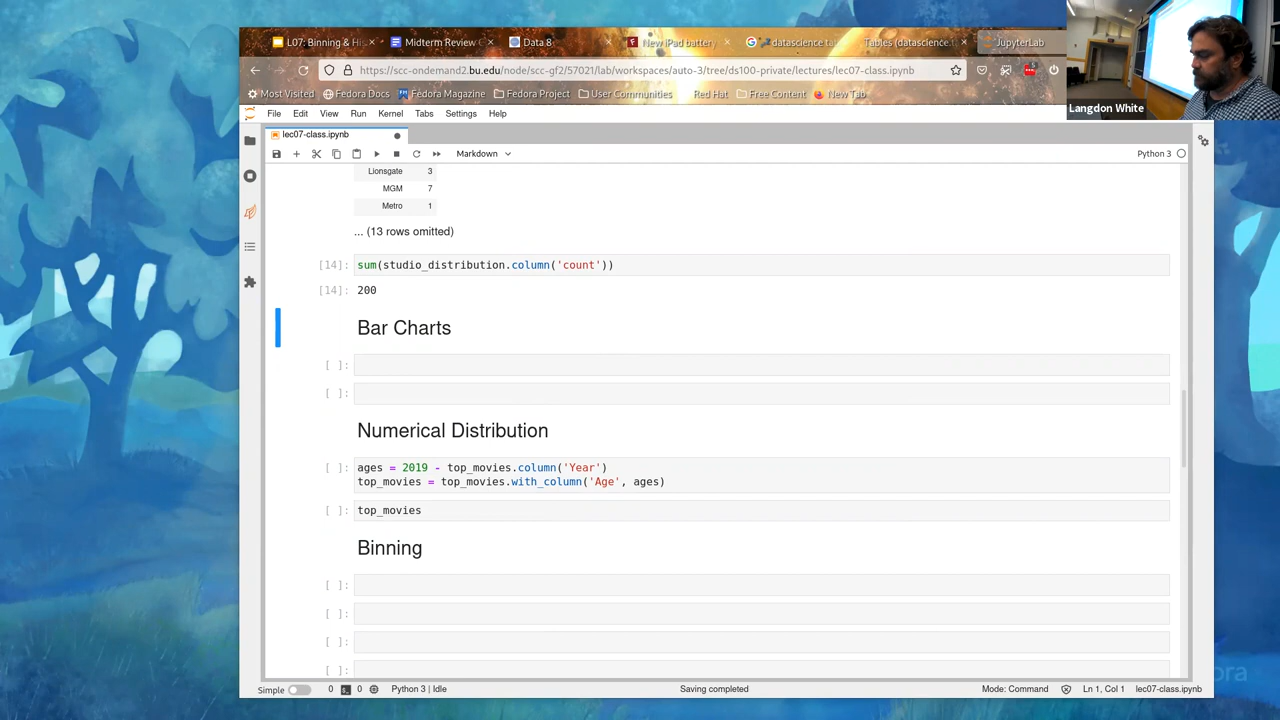 L07: Binning & Hi
Midterm Review
Data 8
New iPad battery
datascience ta
Tables (datascience.
JupyterLab
https://scc-ondemand2.bu.edu/node/scc-gf2/57021/lab/workspaces/auto-3/tree/ds100-private/lectures/lec07-class.ipynb
Most Visited
Fedora Docs
Fedora Magazine
Fedora Project
User Communities
Red Hat
Free Content
New Tab
Langdon White
File Edit View Run Kernel Tabs Settings Help
lec07-class.ipynb
Markdown
Python 3
Lionsgate 3
MGM 7
Metro 1
... (13 rows omitted)
[14]: sum(studio_distribution.column('count'))
[14]: 200
Bar Charts
[ ]:
[ ]:
Numerical Distribution
[ ]: ages = 2019 - top_movies.column('Year')
top_movies = top_movies.with_column('Age', ages)
[ ]: top_movies
Binning
[ ]:
[ ]:
[ ]:
[ ]:
Simple 0 0 Python 3 | Idle Saving completed Mode: Command Ln 1, Col 1 lec07-class.ipynb